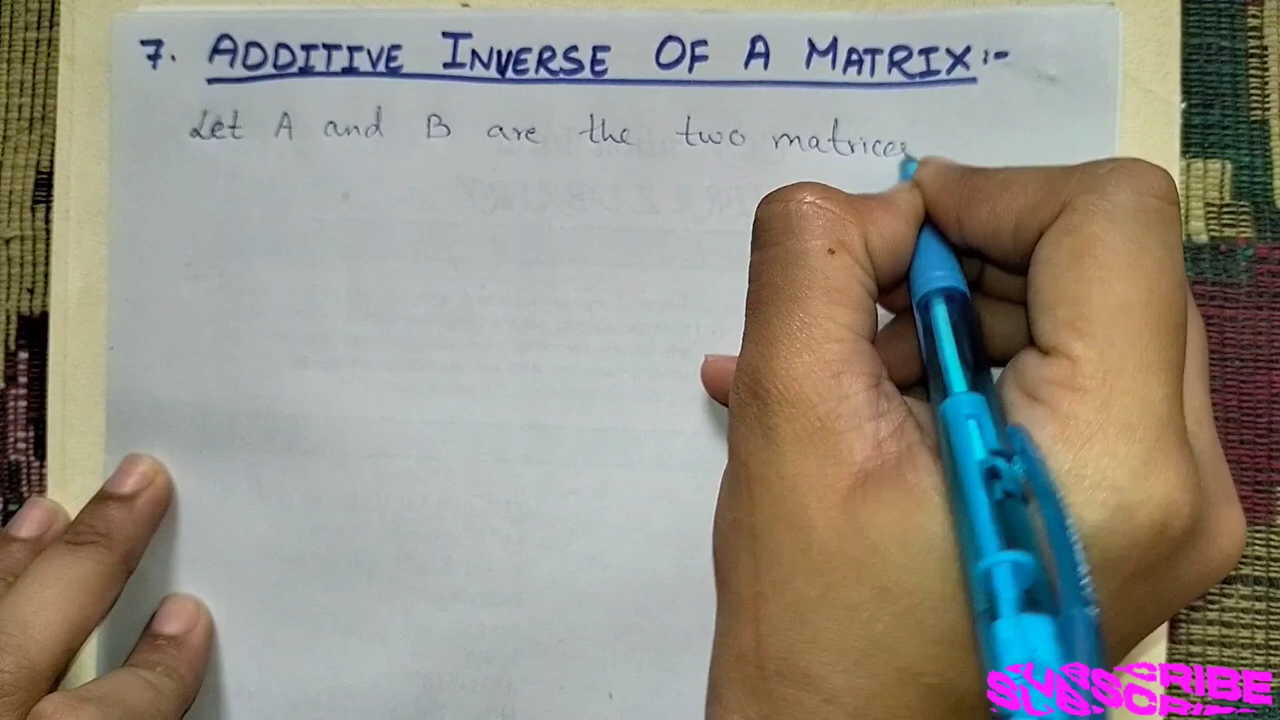 7. ADDITIVE INVERSE OF A MATRIX:-
Let A and B are the two matrices
SUBSCRIBE